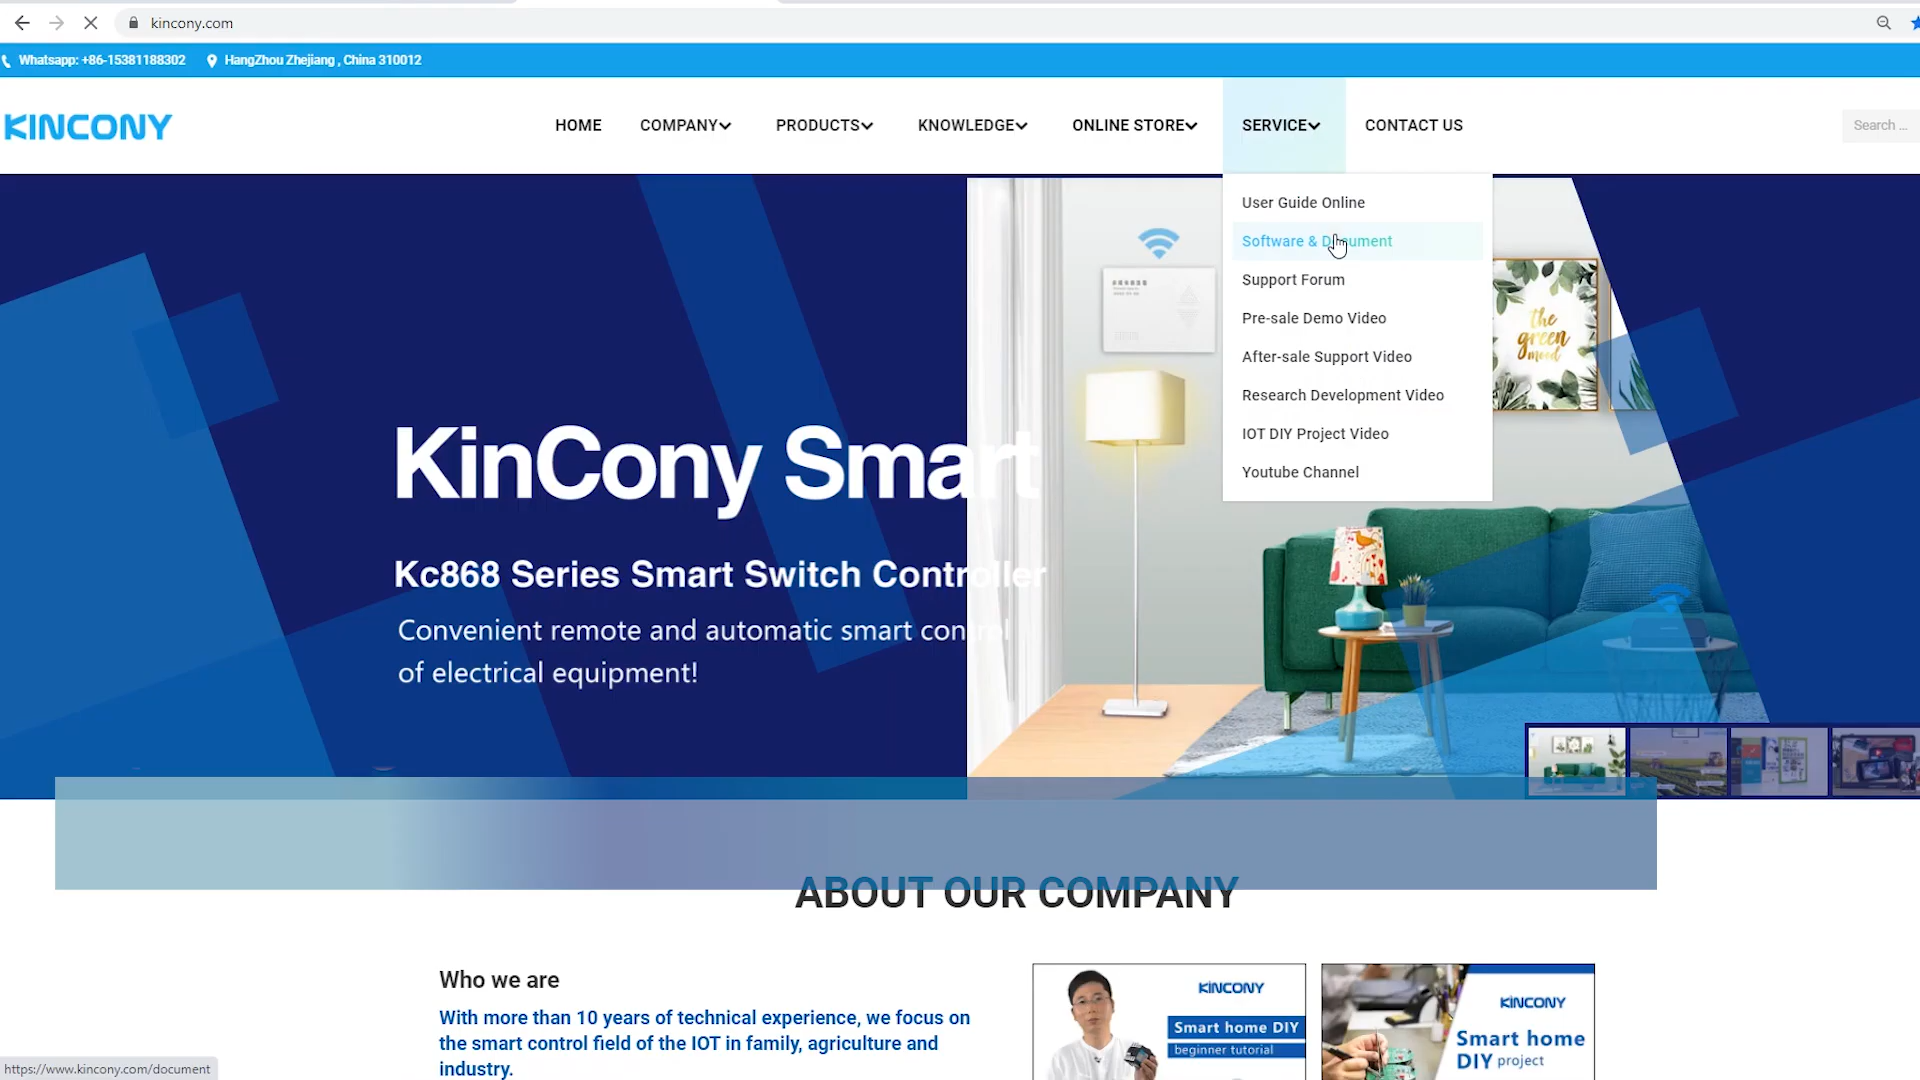 kincony.com
Whatsapp: +86-15381188302
HangZhou Zhejiang , China 310012
KINCONY
HOME
COMPANY
PRODUCTS
KNOWLEDGE
ONLINE STORE
SERVICE
CONTACT US
Search ...
User Guide Online
Software & Document
Support Forum
Pre-sale Demo Video
After-sale Support Video
Research Development Video
IOT DIY Project Video
Youtube Channel
the
green
mood
KinCony Smart
Kc868 Series Smart Switch Controller
Convenient remote and automatic smart control
of electrical equipment!
ABOUT OUR COMPANY
Who we are
With more than 10 years of technical experience, we focus on
the smart control field of the IOT in family, agriculture and
industry.
KINCONY
Smart home DIY
beginner tutorial
KINCONY
Smart home
DIY project
https://www.kincony.com/document